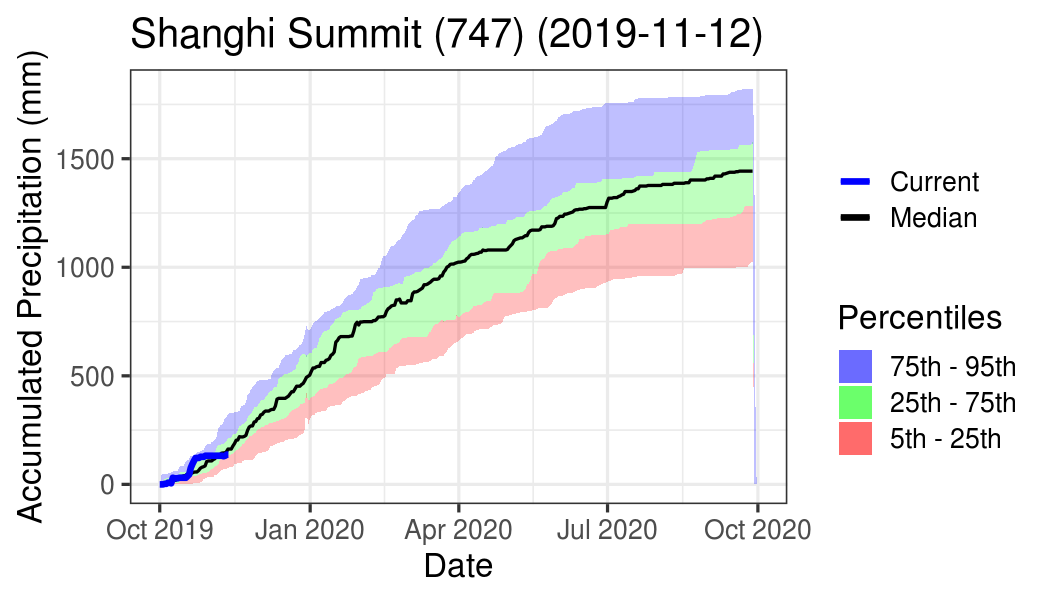 Shanghi Summit (747) (2019-11-12)
Accumulated Precipitation (mm)
1500
1000
500
0
Oct 2019
Jan 2020
Apr 2020
Jul 2020
Oct 2020
Date
Current
Median
Percentiles
75th - 95th
25th - 75th
5th - 25th